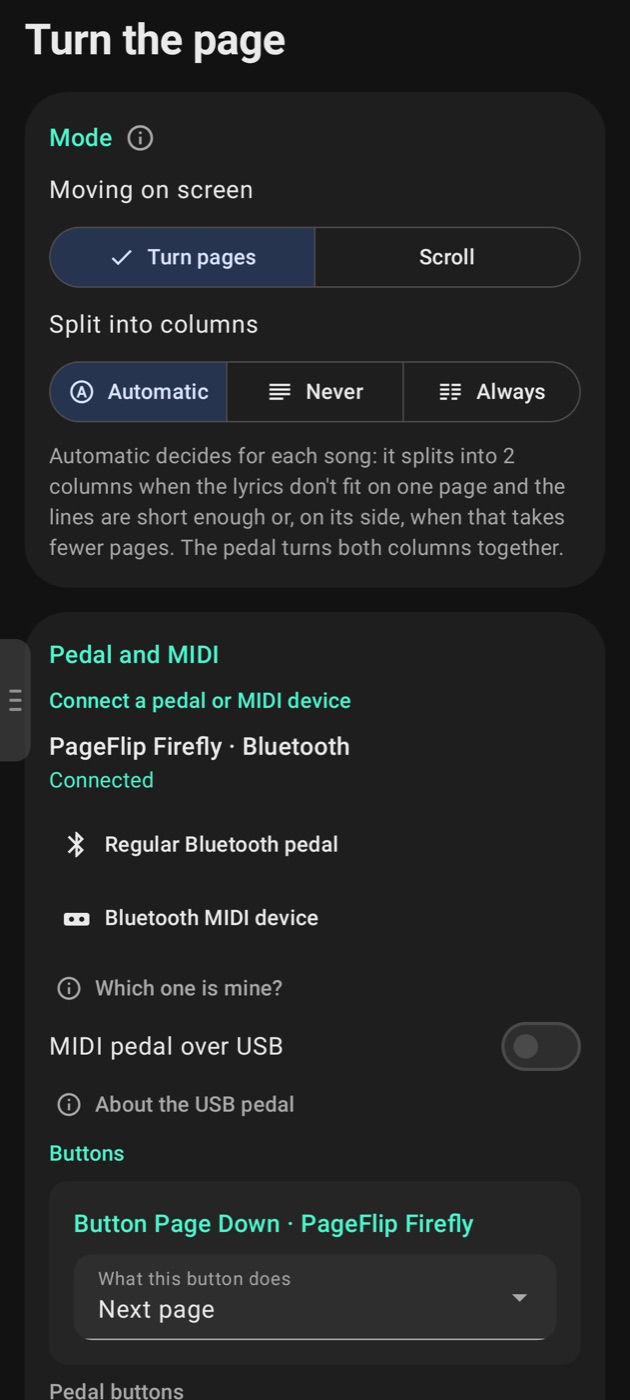 Turn the page
Mode
Moving on screen
Turn pages
Scroll
Split into columns
Automatic
Never
Always
Automatic decides for each song: it splits into 2
columns when the lyrics don't fit on one page and the
lines are short enough or, on its side, when that takes
fewer pages. The pedal turns both columns together.
Pedal and MIDI
Connect a pedal or MIDI device
PageFlip Firefly · Bluetooth
Connected
Regular Bluetooth pedal
Bluetooth MIDI device
Which one is mine?
MIDI pedal over USB
About the USB pedal
Buttons
Button Page Down · PageFlip Firefly
What this button does
Next page
Pedal buttons